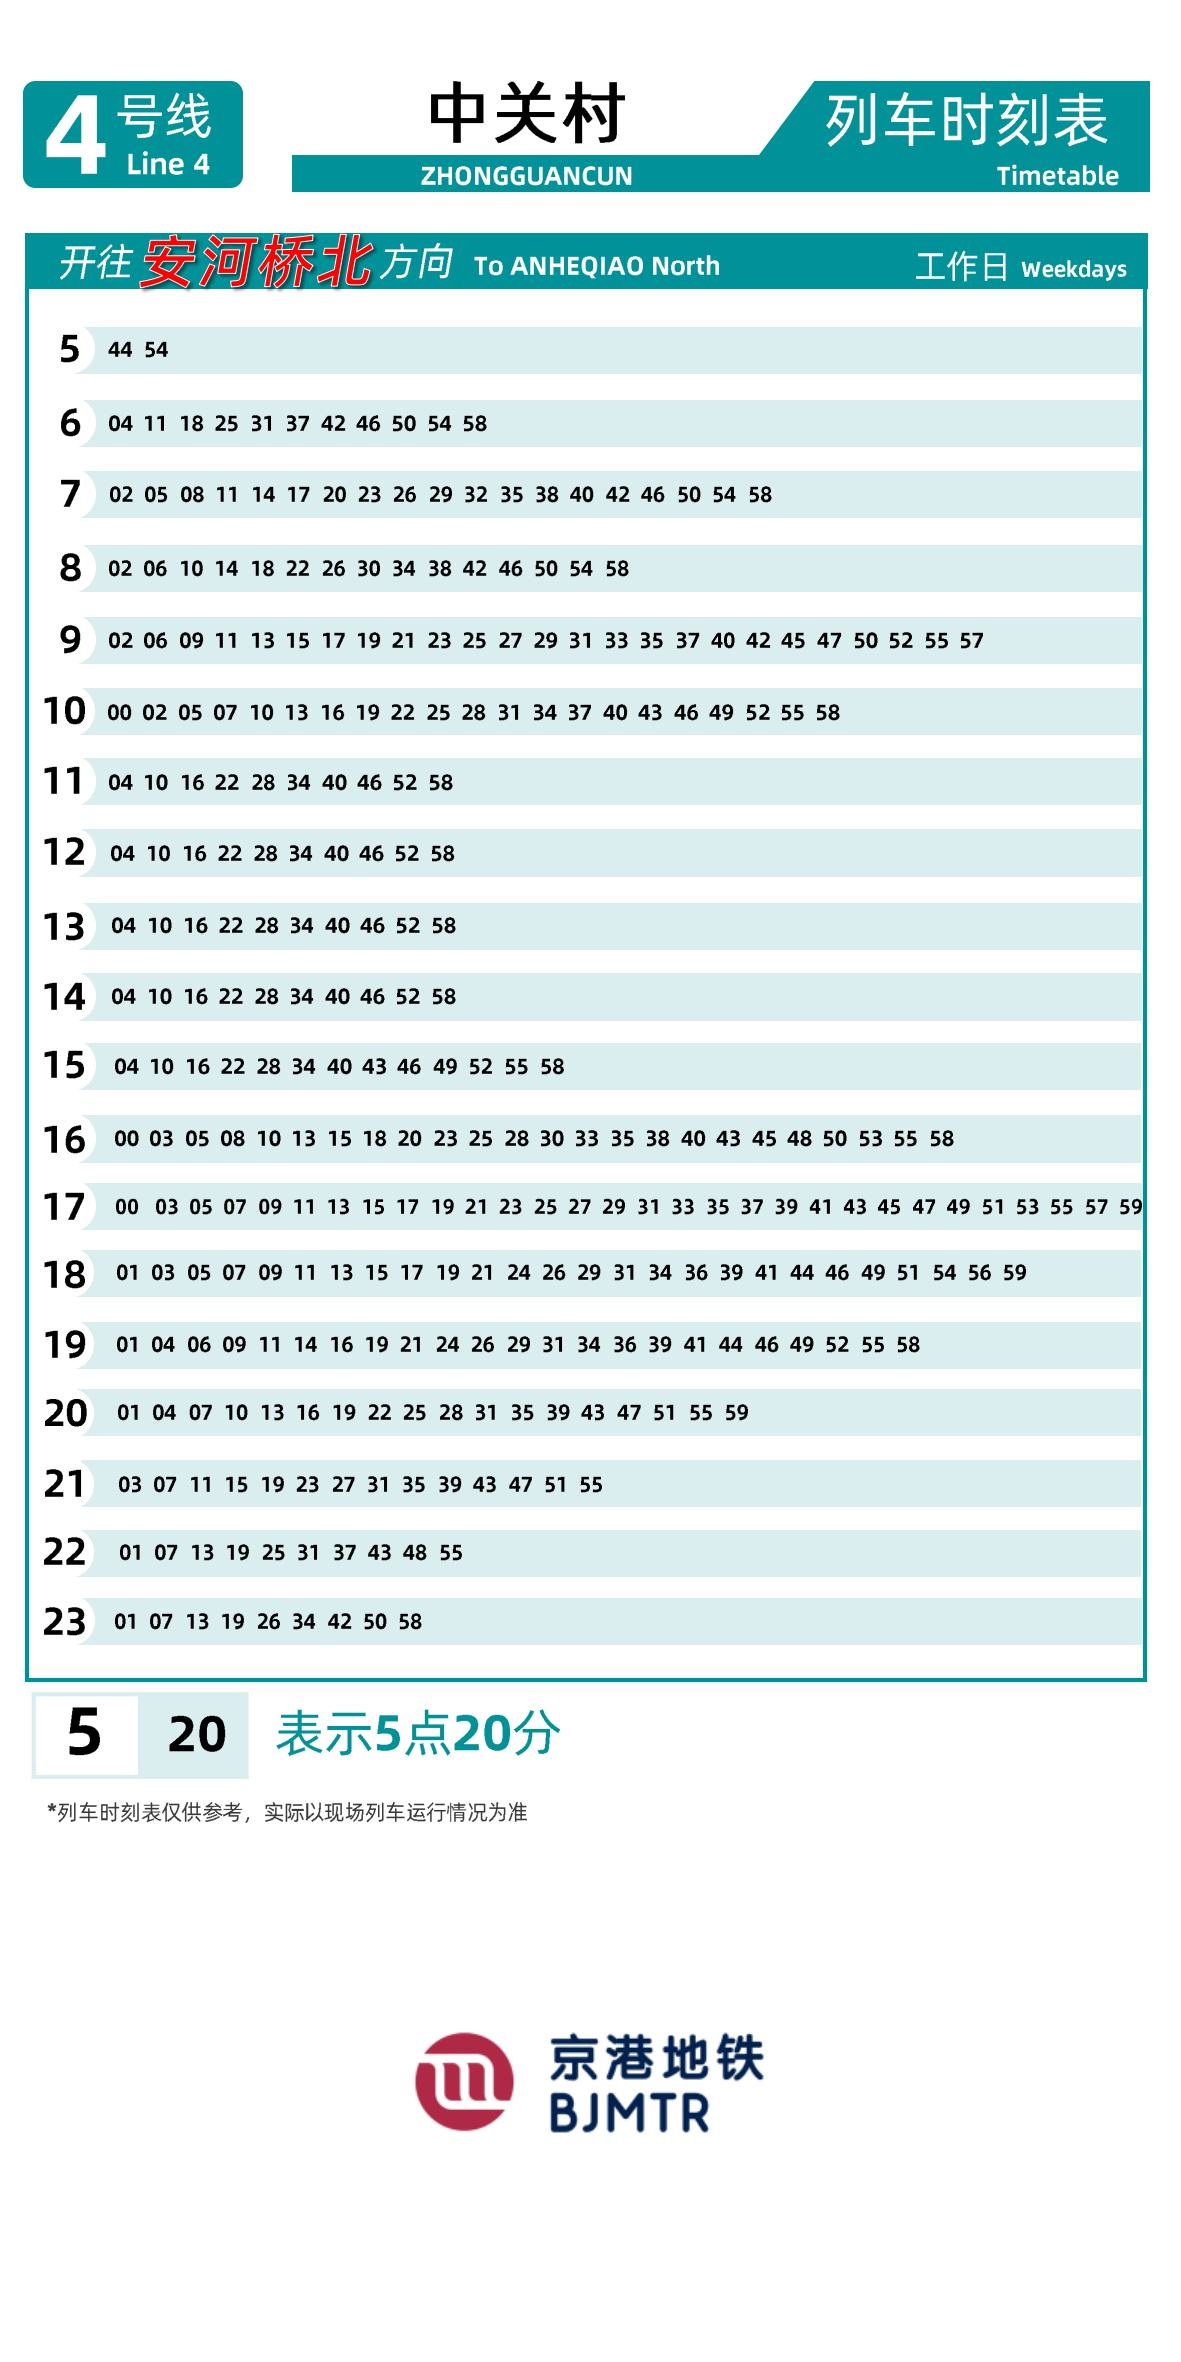 4号线
Line 4
中关村
ZHONGGUANCUN
列车时刻表
Timetable
开往 安河桥北 方向 To ANHEQIAO North 工作日 Weekdays
5 44 54
6 04 11 18 25 31 37 42 46 50 54 58
7 02 05 08 11 14 17 20 23 26 29 32 35 38 40 42 46 50 54 58
8 02 06 10 14 18 22 26 30 34 38 42 46 50 54 58
9 02 06 09 11 13 15 17 19 21 23 25 27 29 31 33 35 37 40 42 45 47 50 52 55 57
10 00 02 05 07 10 13 16 19 22 25 28 31 34 37 40 43 46 49 52 55 58
11 04 10 16 22 28 34 40 46 52 58
12 04 10 16 22 28 34 40 46 52 58
13 04 10 16 22 28 34 40 46 52 58
14 04 10 16 22 28 34 40 46 52 58
15 04 10 16 22 28 34 40 43 46 49 52 55 58
16 00 03 05 08 10 13 15 18 20 23 25 28 30 33 35 38 40 43 45 48 50 53 55 58
17 00 03 05 07 09 11 13 15 17 19 21 23 25 27 29 31 33 35 37 39 41 43 45 47 49 51 53 55 57 59
18 01 03 05 07 09 11 13 15 17 19 21 24 26 29 31 34 36 39 41 44 46 49 51 54 56 59
19 01 04 06 09 11 14 16 19 21 24 26 29 31 34 36 39 41 44 46 49 52 55 58
20 01 04 07 10 13 16 19 22 25 28 31 35 39 43 47 51 55 59
21 03 07 11 15 19 23 27 31 35 39 43 47 51 55
22 01 07 13 19 25 31 37 43 48 55
23 01 07 13 19 26 34 42 50 58
5 20 表示5点20分
*列车时刻表仅供参考，实际以现场列车运行情况为准
京港地铁
BJMTR